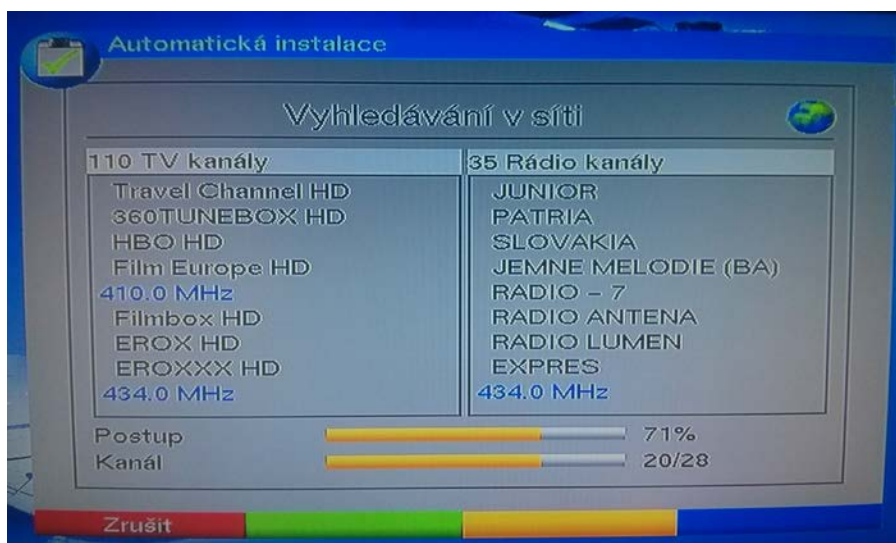 Automatická instalace
Vyhledávání v síti
110 TV kanály
Travel Channel HD
360TUNEBOX HD
HBO HD
Film Europe HD
410.0 MHz
Filmbox HD
EROX HD
EROXXX HD
434.0 MHz
35 Rádio kanály
JUNIOR
PATRIA
SLOVAKIA
JEMNE MELODIE (BA)
RADIO – 7
RADIO ANTENA
RADIO LUMEN
EXPRES
434.0 MHz
Postup 71%
Kanál 20/28
Zrušit